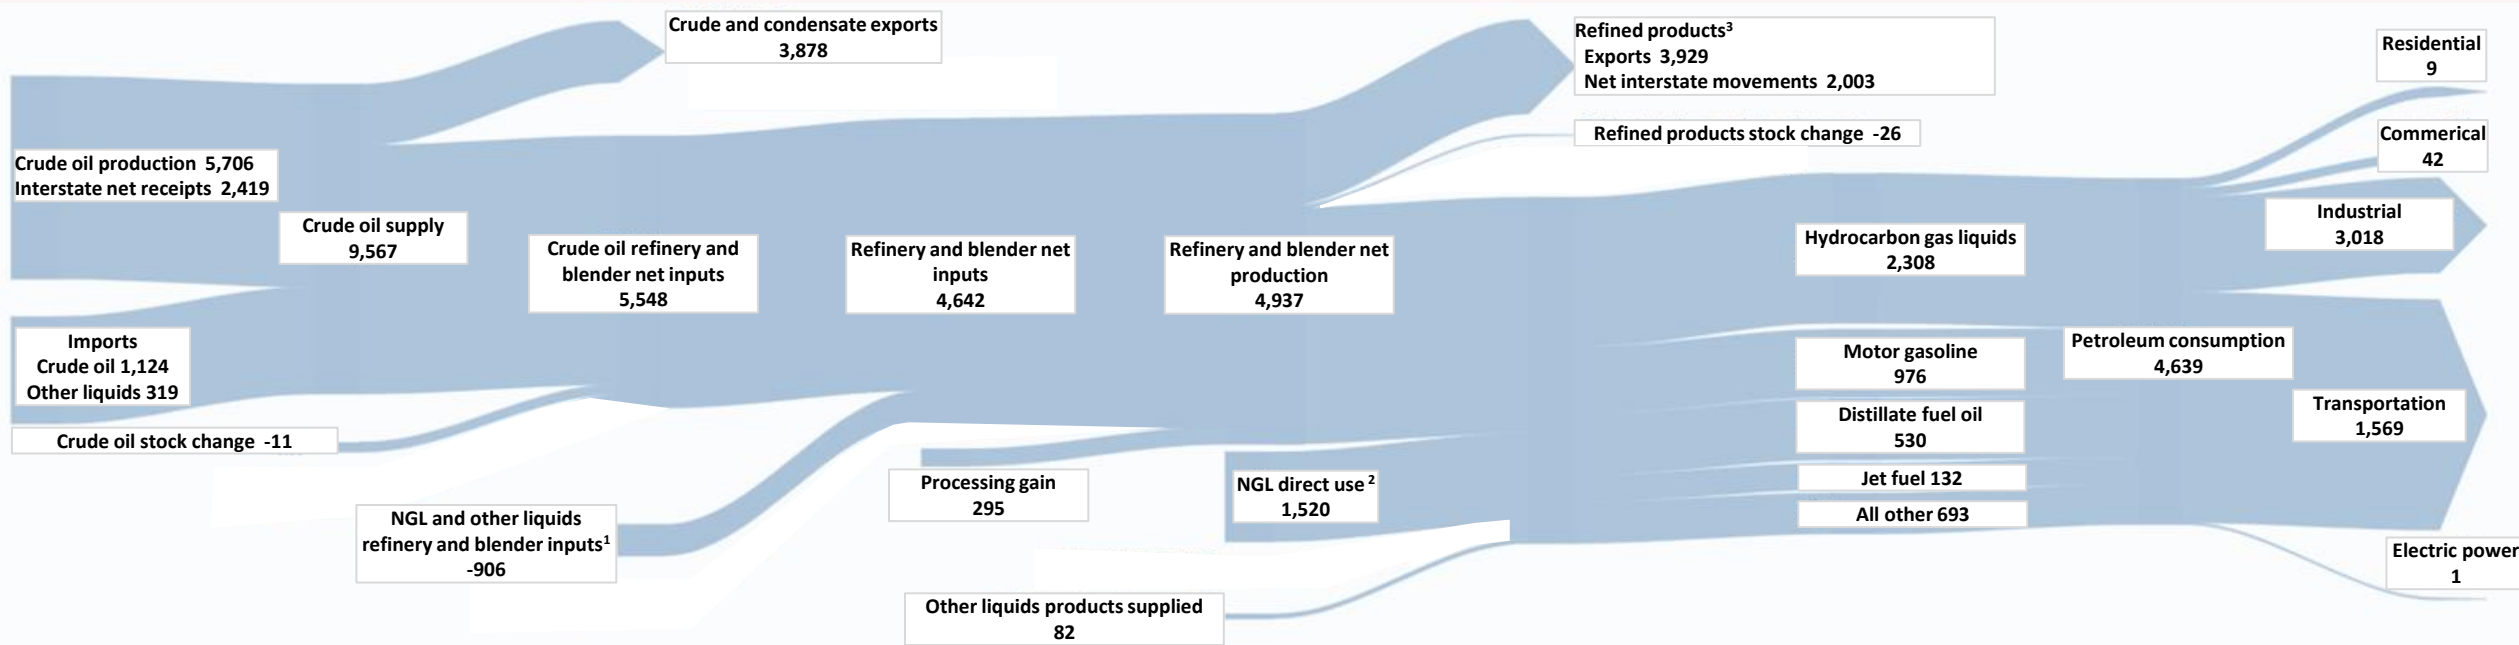 Crude and condensate exports
3,878
Refined products³
Exports 3,929
Net interstate movements 2,003
Residential
9
Refined products stock change -26
Commerical
42
Crude oil production 5,706
Interstate net receipts 2,419
Crude oil supply
9,567
Crude oil refinery and
blender net inputs
5,548
Refinery and blender net
inputs
4,642
Refinery and blender net
production
4,937
Hydrocarbon gas liquids
2,308
Industrial
3,018
Imports
Crude oil 1,124
Other liquids 319
Motor gasoline
976
Petroleum consumption
4,639
Crude oil stock change -11
Distillate fuel oil
530
Transportation
1,569
Processing gain
295
NGL direct use ²
1,520
Jet fuel 132
All other 693
NGL and other liquids
refinery and blender inputs¹
-906
Electric power
1
Other liquids products supplied
82